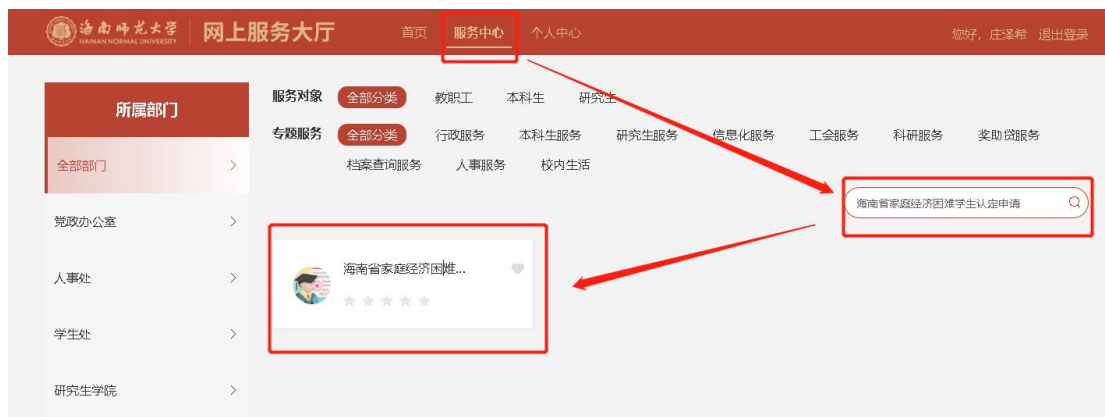 海南师范大学 网上服务大厅 首页 服务中心 个人中心 您好，庄泽希 退出登录
HAINAN NORMAL UNIVERSITY
所属部门
全部部门
党政办公室
人事处
学生处
研究生学院
服务对象 全部分类 教职工 本科生 研究生
专题服务 全部分类 行政服务 本科生服务 研究生服务 信息化服务 工会服务 科研服务 奖助贷服务
档案查询服务 人事服务 校内生活
海南省家庭经济困难学生认定申请
海南省家庭经济困难...